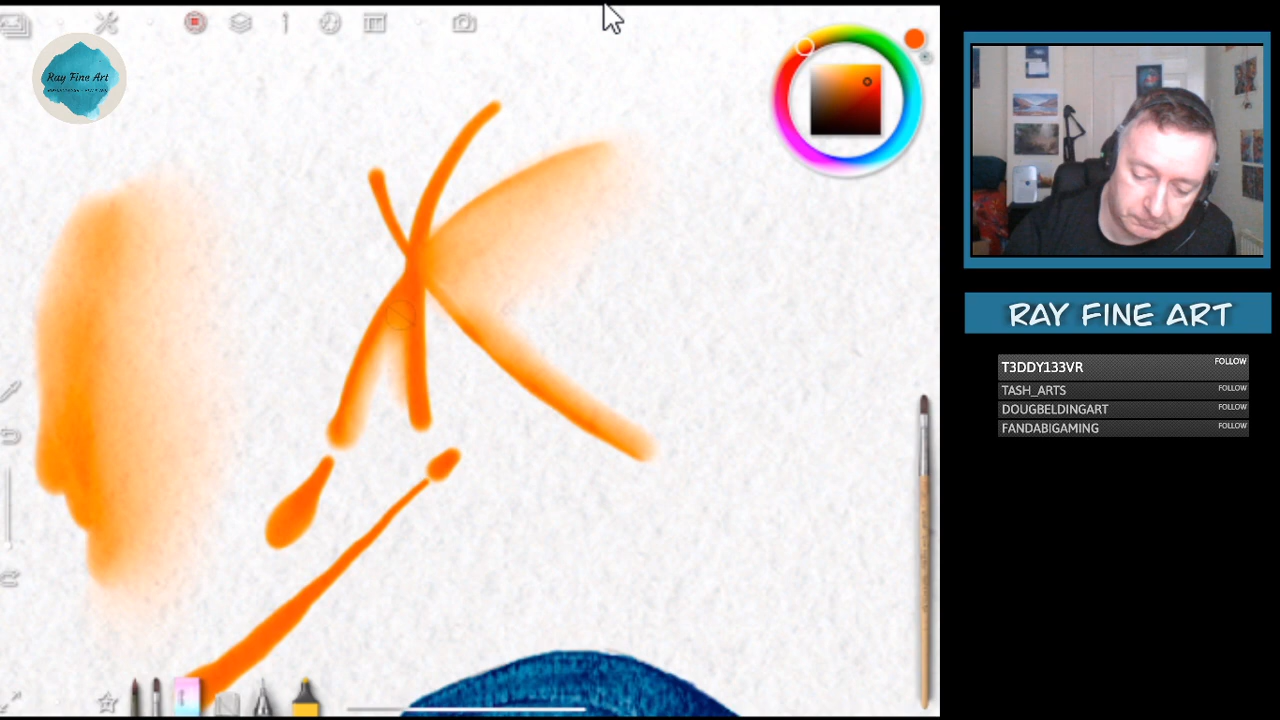 Ray Fine Art
RAY FINE ART
T3DDY133VR FOLLOW
TASH_ARTS FOLLOW
DOUGBELDINGART FOLLOW
FANDABIGAMING FOLLOW